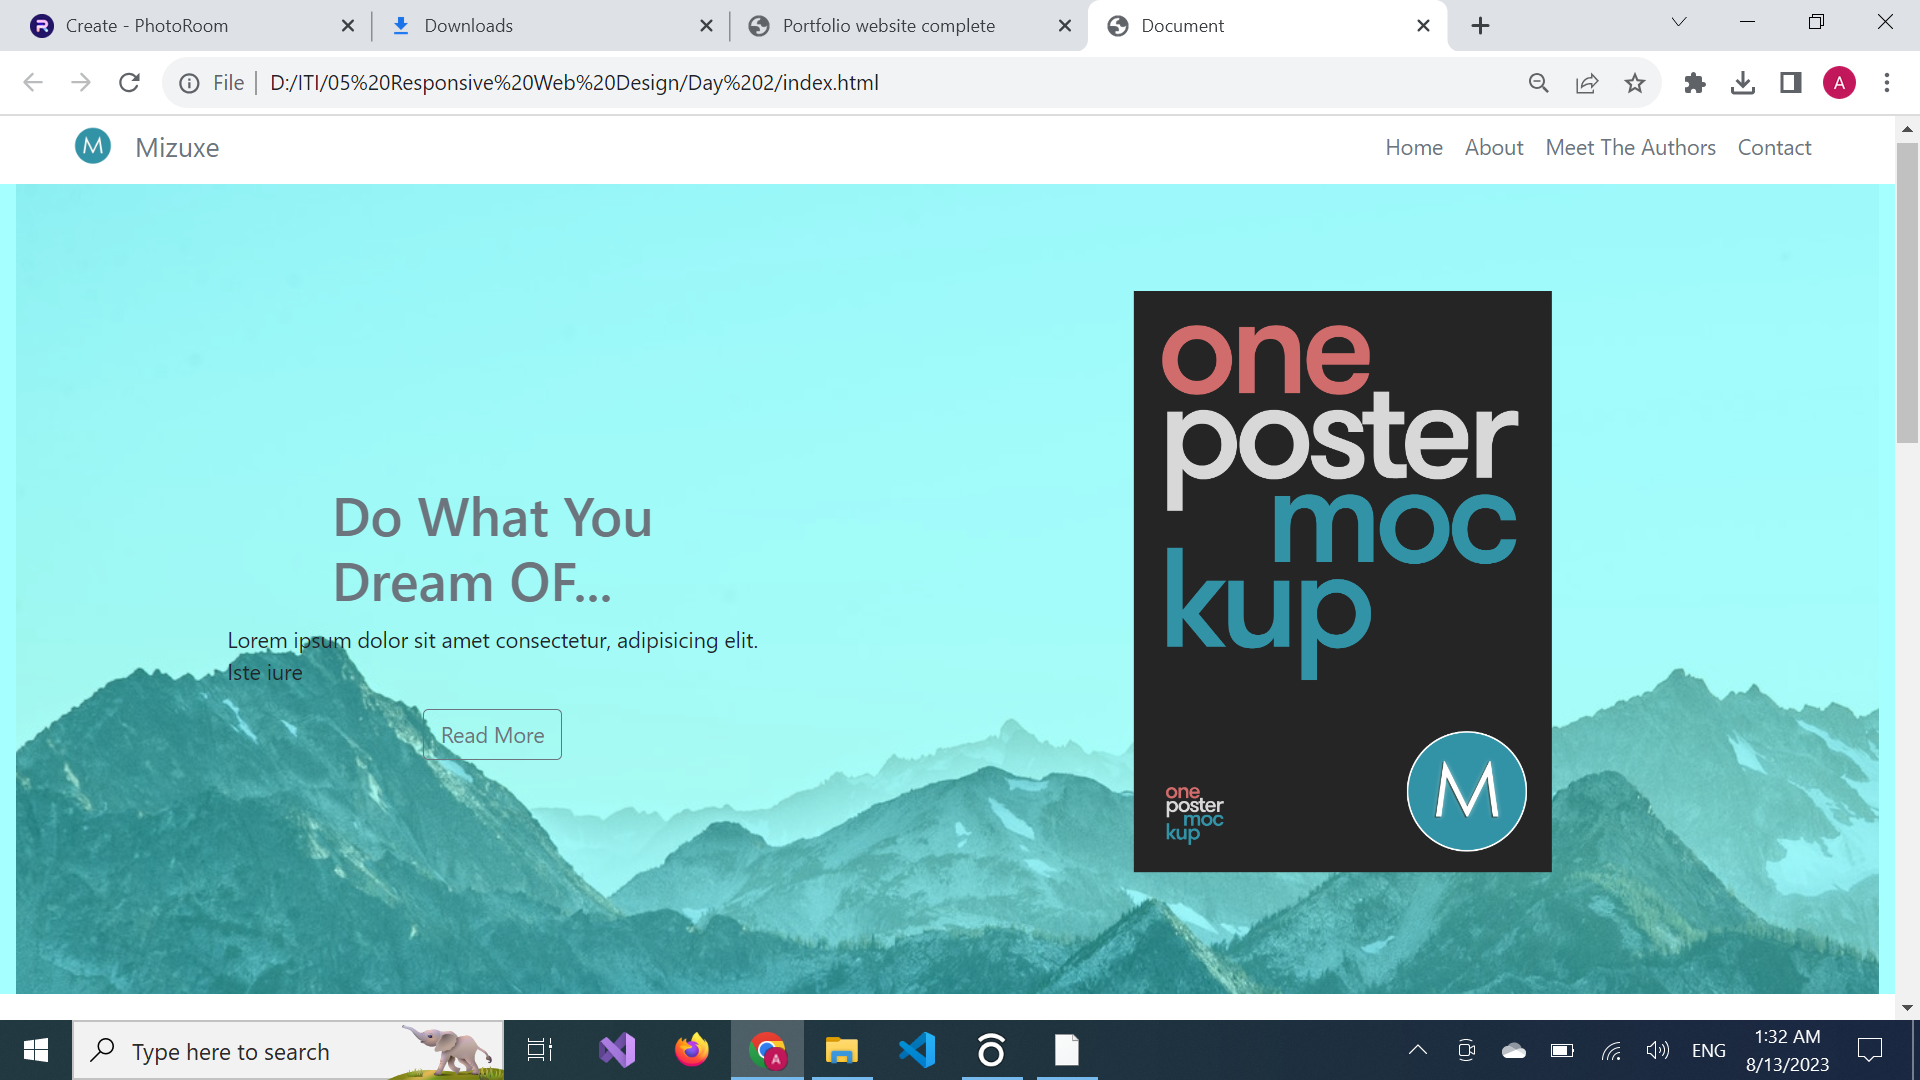 Create - PhotoRoom
Downloads
Portfolio website complete
Document
File
D:/ITI/05%20Responsive%20Web%20Design/Day%202/index.html
A
M
Mizuxe
Home
About
Meet The Authors
Contact
Do What You
Dream OF...
Lorem ipsum dolor sit amet consectetur, adipisicing elit.
Iste iure
Read More
one
poster
moc
kup
one
poster
moc
kup
M
Type here to search
A
ENG
1:32 AM
8/13/2023